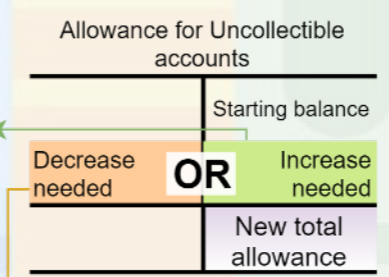 Allowance for Uncollectible
accounts
Starting balance
Decrease
needed
OR
Increase
needed
New total
allowance